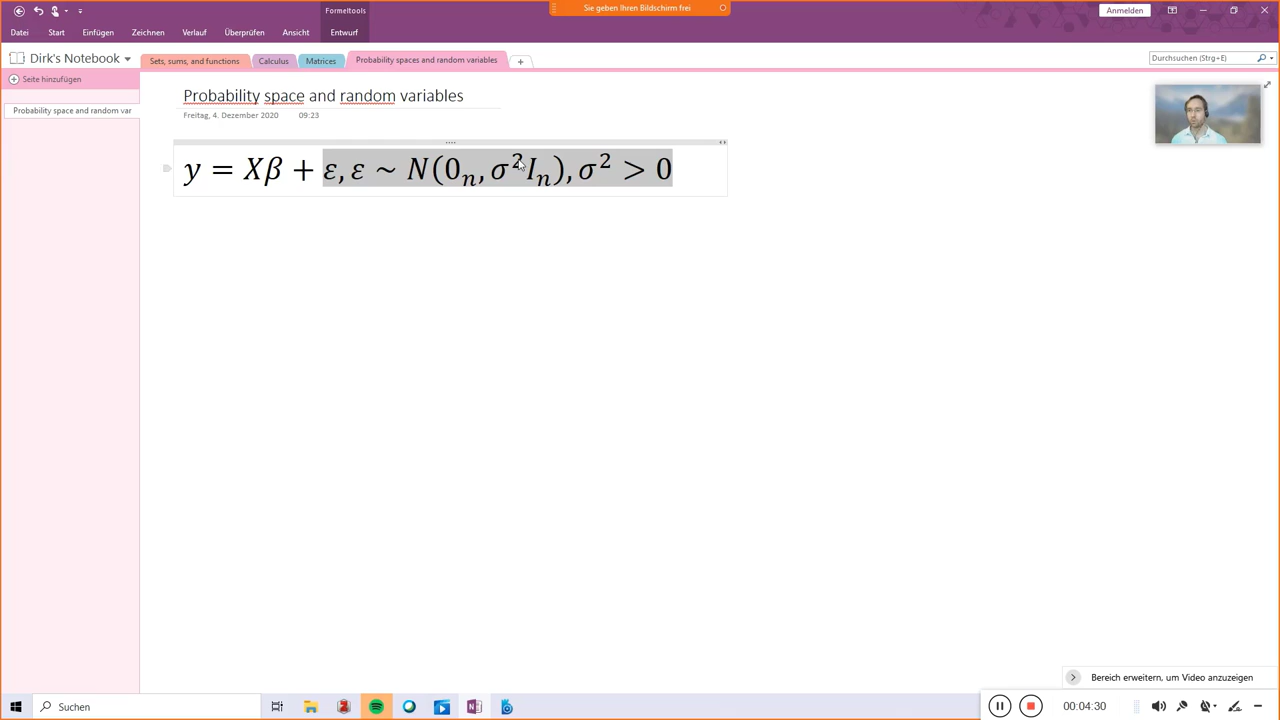 Sie geben Ihren Bildschirm frei
Formeltools
Anmelden
Datei Start Einfügen Zeichnen Verlauf Überprüfen Ansicht Entwurf
Dirk's Notebook
Sets, sums, and functions Calculus Matrices Probability spaces and random variables
Durchsuchen (Strg+E)
Seite hinzufügen
Probability space and random var
Probability space and random variables
Freitag, 4. Dezember 2020 09:23
y = Xβ + ε, ε ~ N(0ₙ, σ²Iₙ), σ² > 0
Bereich erweitern, um Video anzuzeigen
Suchen
00:04:30